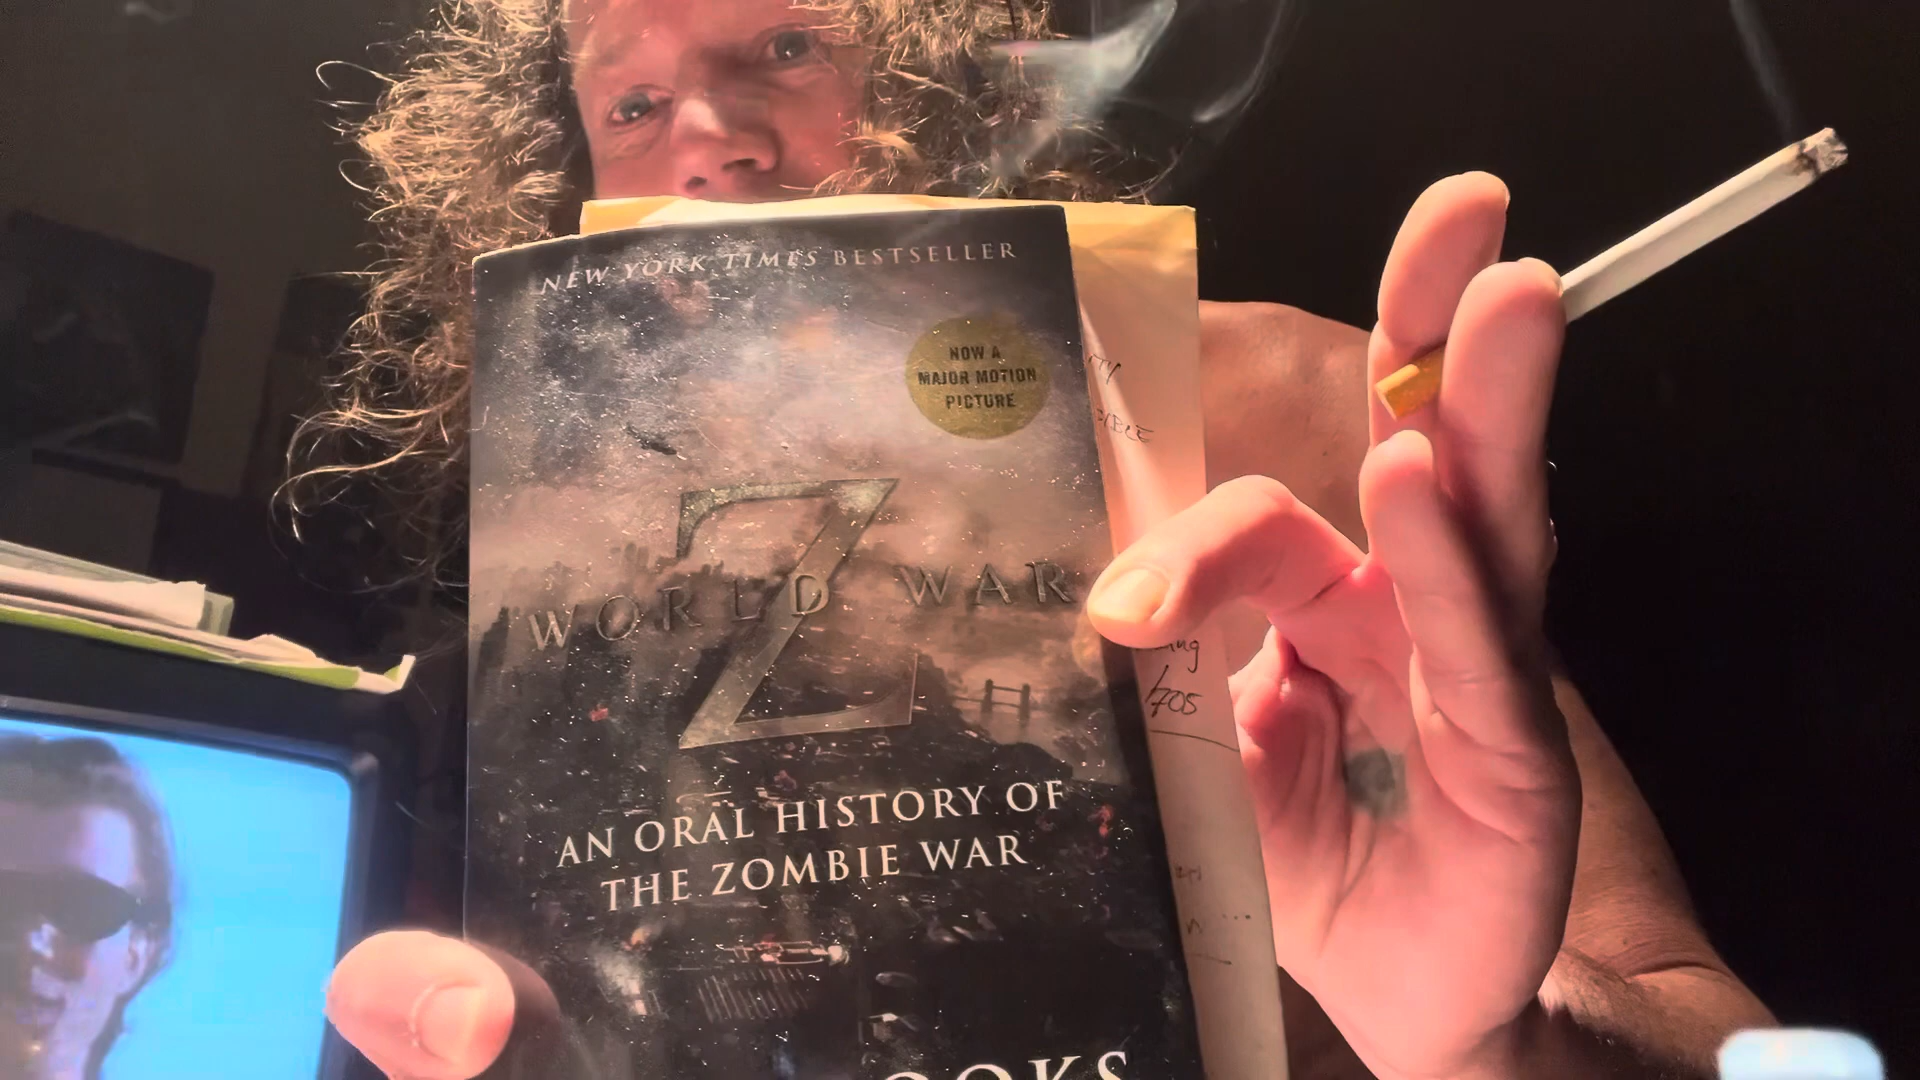 NEW YORK TIMES BESTSELLER
NOW A
MAJOR MOTION
PICTURE
Z
WORLD WAR
AN ORAL HISTORY OF
THE ZOMBIE WAR